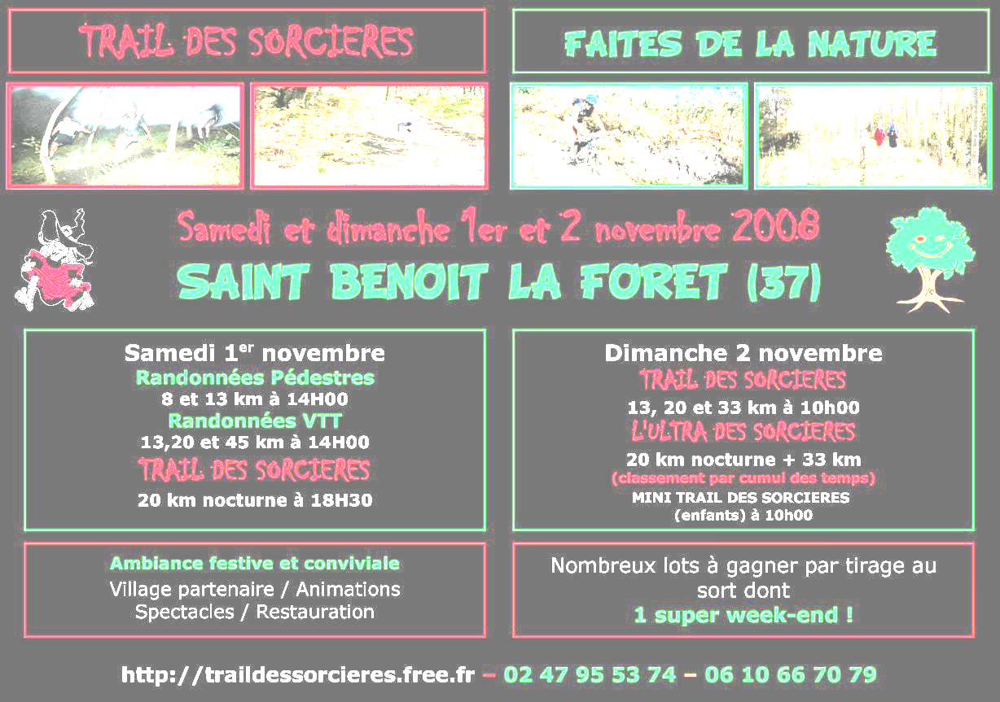 TRAIL DES SORCIERES
FAITES DE LA NATURE
Samedi et dimanche 1er et 2 novembre 2008
SAINT BENOIT LA FORET (37)
Samedi 1er novembre
Randonnées Pédestres
8 et 13 km à 14H00
Randonnées VTT
13,20 et 45 km à 14H00
TRAIL DES SORCIERES
20 km nocturne à 18H30
Dimanche 2 novembre
TRAIL DES SORCIERES
13, 20 et 33 km à 10h00
L'ULTRA DES SORCIERES
20 km nocturne + 33 km
(classement par cumul des temps)
MINI TRAIL DES SORCIERES
(enfants) à 10h00
Ambiance festive et conviviale
Village partenaire / Animations
Spectacles / Restauration
Nombreux lots à gagner par tirage au
sort dont
1 super week-end !
http://traildessorcieres.free.fr – 02 47 95 53 74 – 06 10 66 70 79